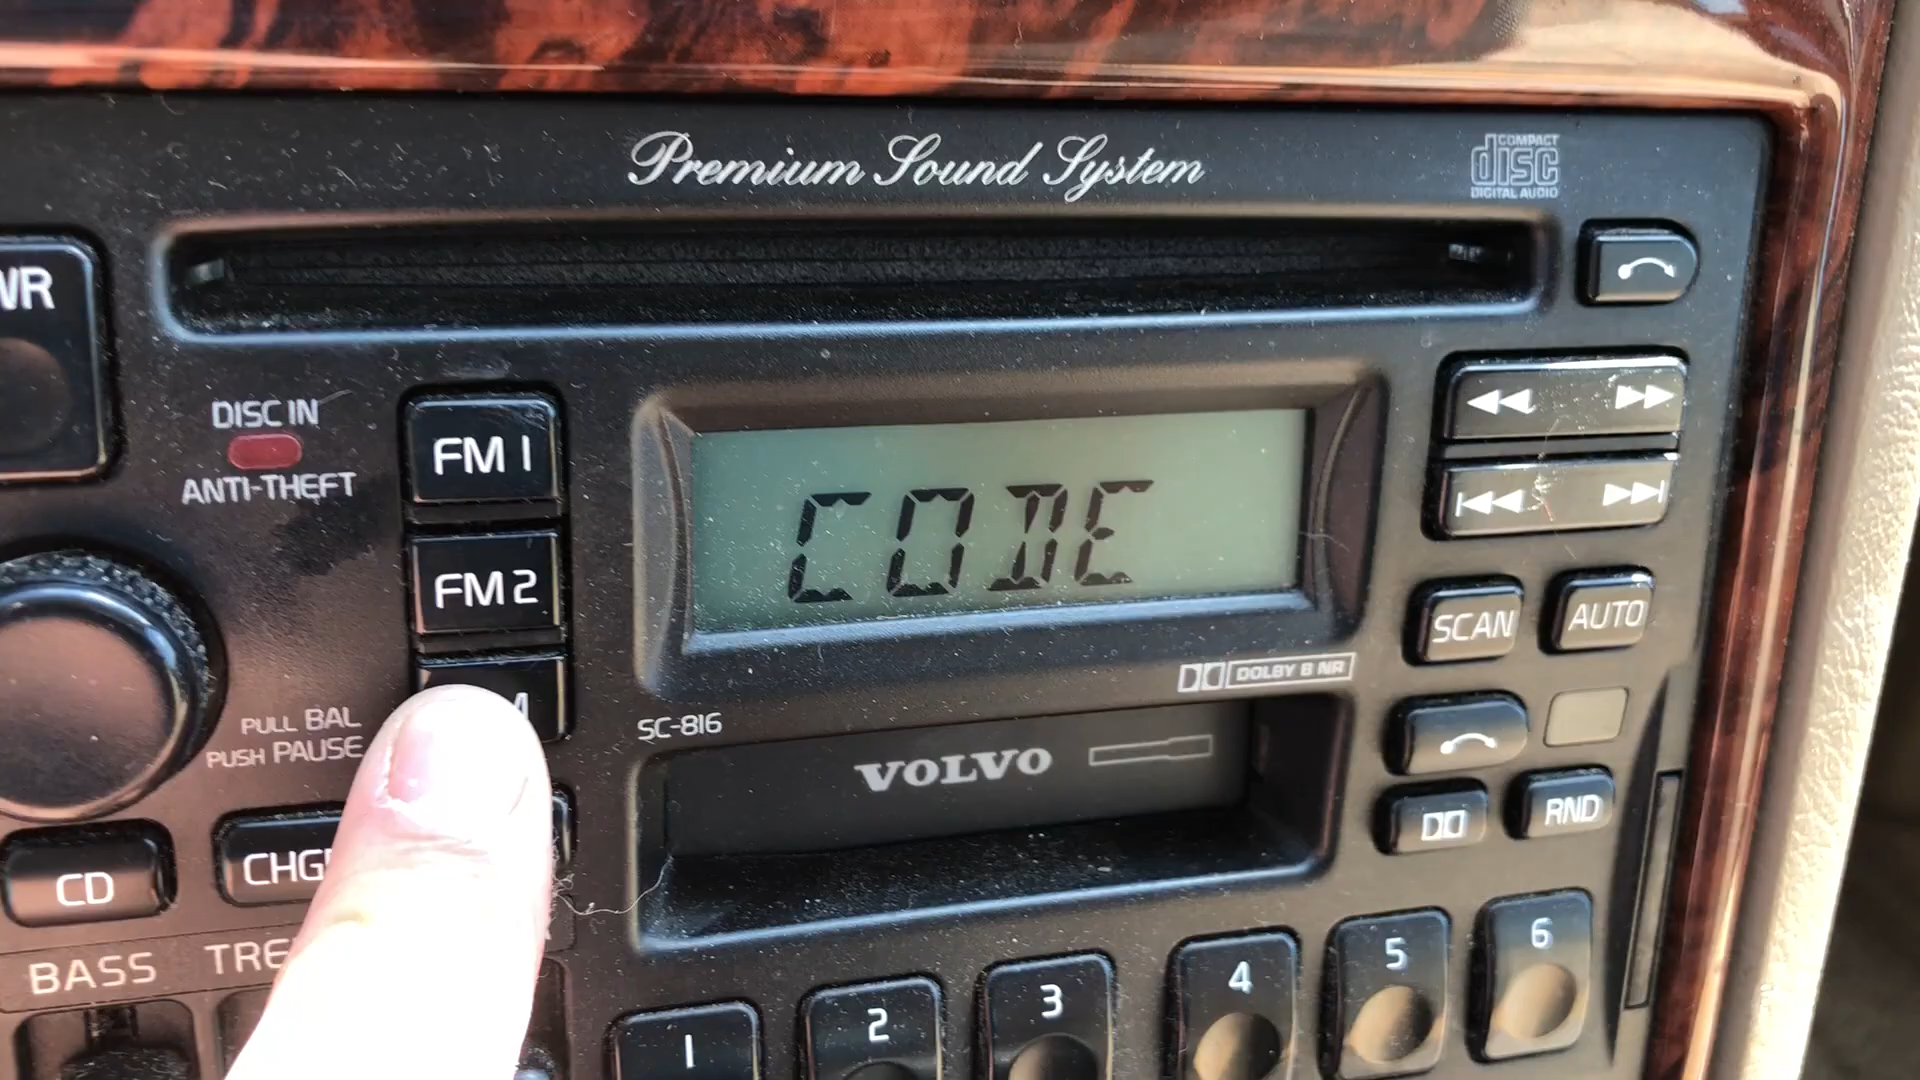 Premium Sound System
COMPACT
disc
DIGITAL AUDIO
WR
DISC IN
ANTI-THEFT
FM 1
FM 2
CODE
SCAN
AUTO
DOLBY B NR
SC-816
PULL BAL
PUSH PAUSE
VOLVO
RND
CD
BASS
1
2
3
4
5
6